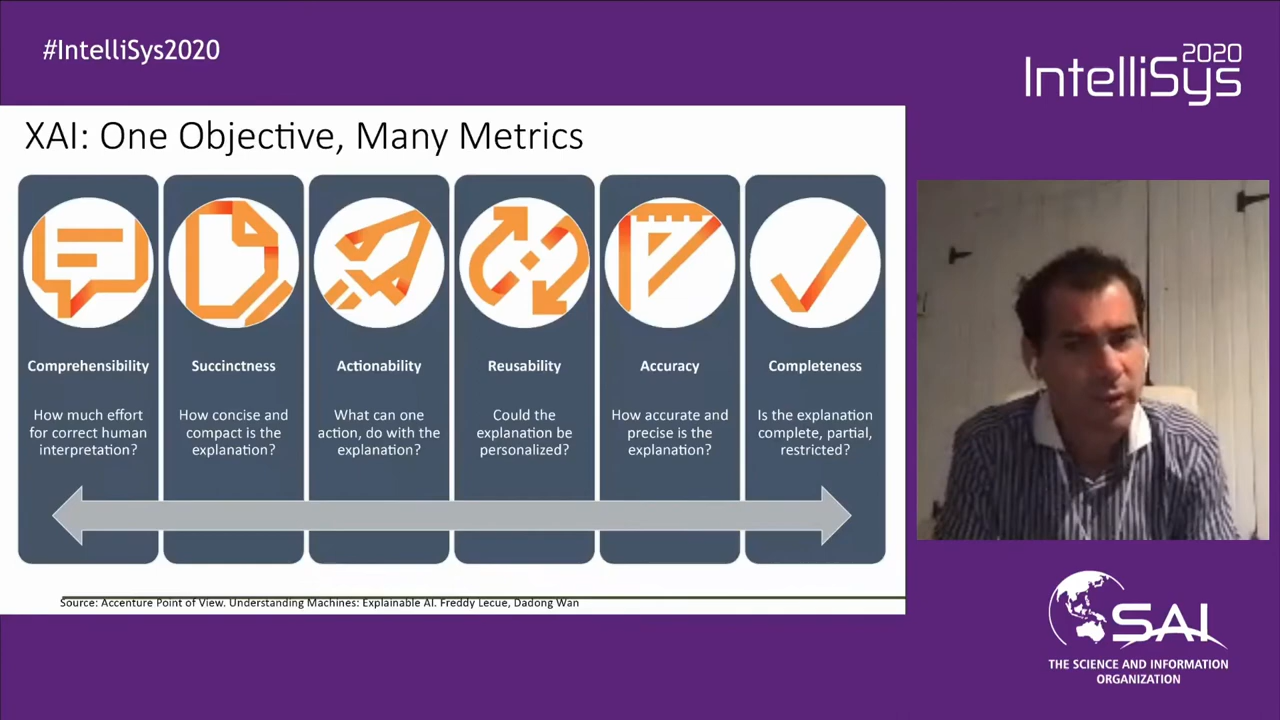 #IntelliSys2020
2020
IntelliSys
XAI: One Objective, Many Metrics
Comprehensibility
How much effort
for correct human
interpretation?
Succinctness
How concise and
compact is the
explanation?
Actionability
What can one
action, do with the
explanation?
Reusability
Could the
explanation be
personalized?
Accuracy
How accurate and
precise is the
explanation?
Completeness
Is the explanation
complete, partial,
restricted?
Source: Accenture Point of View. Understanding Machines: Explainable AI. Freddy Lecue, Dadong Wan
SAI
THE SCIENCE AND INFORMATION
ORGANIZATION